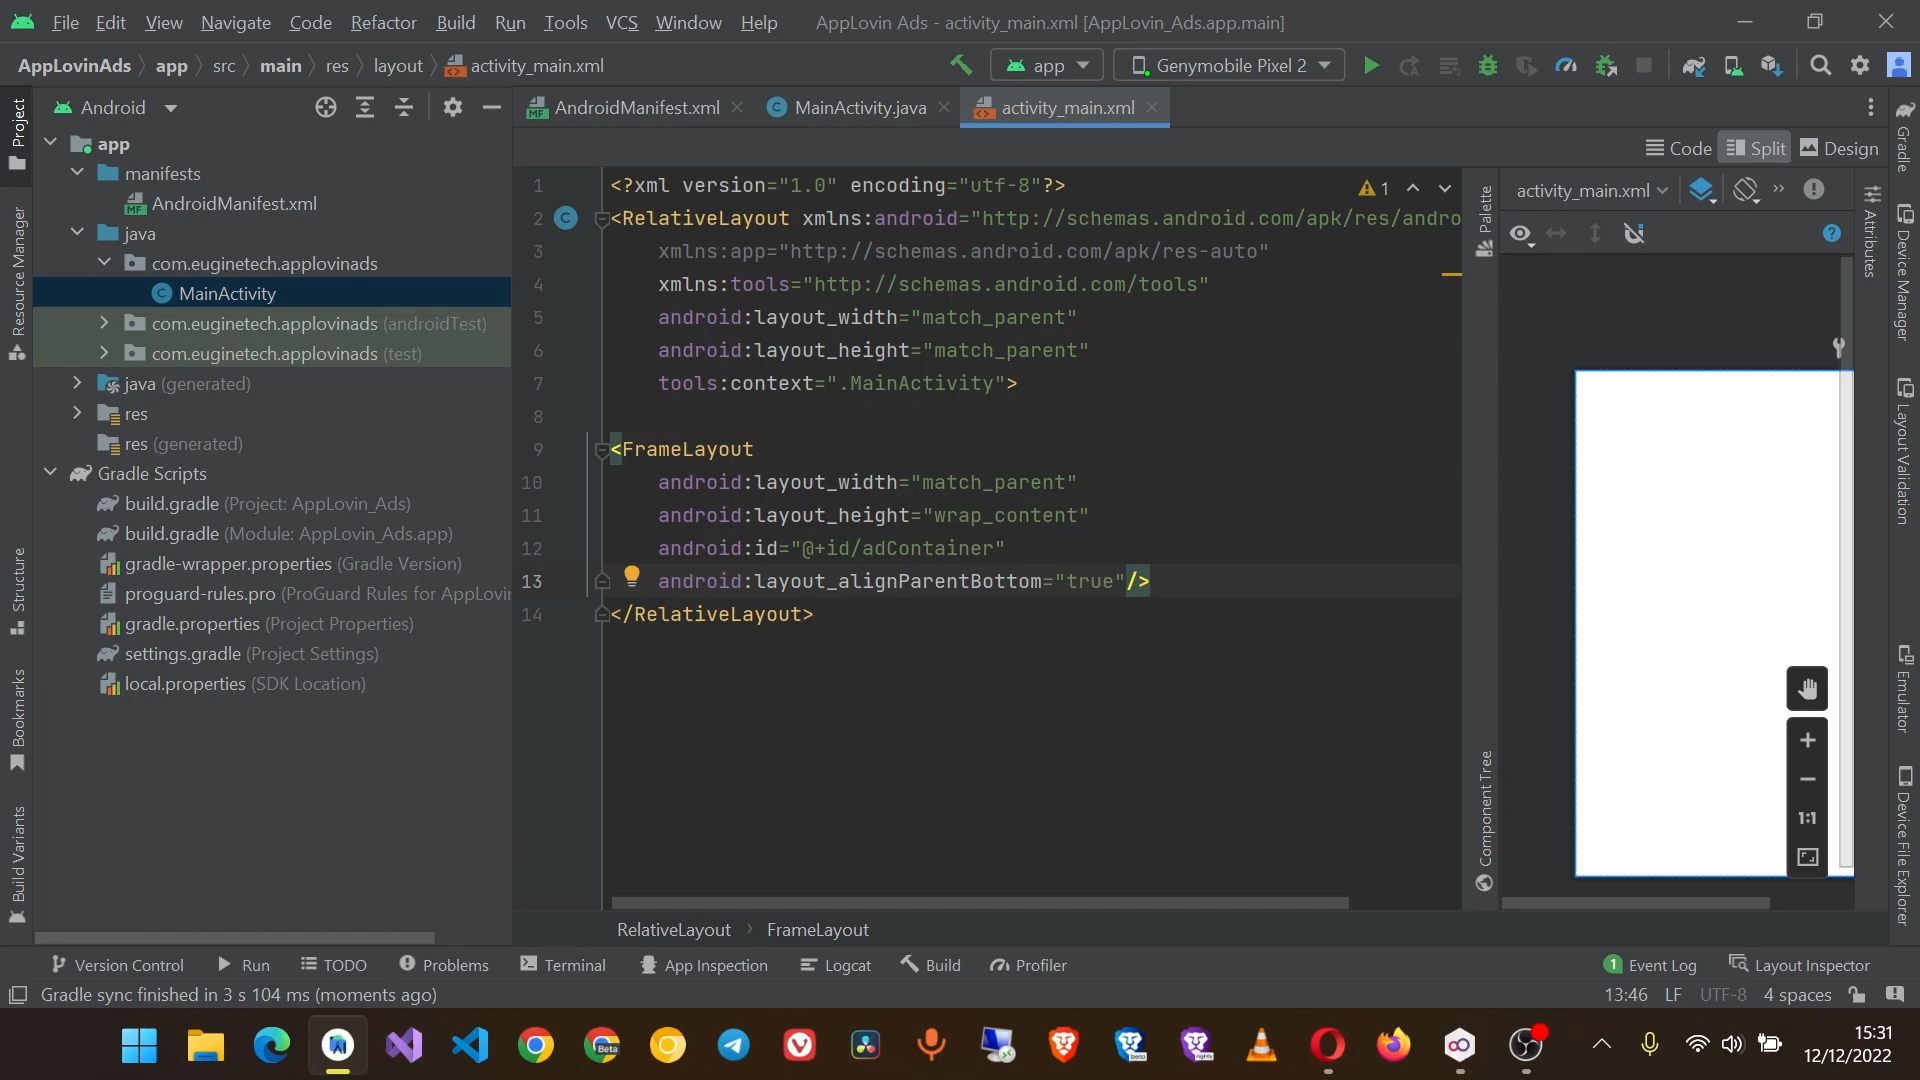 File Edit View Navigate Code Refactor Build Run Tools VCS Window Help AppLovin Ads - activity_main.xml [AppLovin_Ads.app.main]
AppLovinAds app src main res layout activity_main.xml app Genymobile Pixel 2
Project
Resource Manager
Structure
Bookmarks
Build Variants
Android
app
manifests
AndroidManifest.xml
java
com.euginetech.applovinads
MainActivity
com.euginetech.applovinads (androidTest)
com.euginetech.applovinads (test)
java (generated)
res
res (generated)
Gradle Scripts
build.gradle (Project: AppLovin_Ads)
build.gradle (Module: AppLovin_Ads.app)
gradle-wrapper.properties (Gradle Version)
proguard-rules.pro (ProGuard Rules for AppLovin
gradle.properties (Project Properties)
settings.gradle (Project Settings)
local.properties (SDK Location)
AndroidManifest.xml MainActivity.java activity_main.xml
Code Split Design
1 <?xml version="1.0" encoding="utf-8"?>
2 <RelativeLayout xmlns:android="http://schemas.android.com/apk/res/andro
3 xmlns:app="http://schemas.android.com/apk/res-auto"
4 xmlns:tools="http://schemas.android.com/tools"
5 android:layout_width="match_parent"
6 android:layout_height="match_parent"
7 tools:context=".MainActivity">
8
9 <FrameLayout
10 android:layout_width="match_parent"
11 android:layout_height="wrap_content"
12 android:id="@+id/adContainer"
13 android:layout_alignParentBottom="true"/>
14 </RelativeLayout>
1
RelativeLayout FrameLayout
Palette
Component Tree
activity_main.xml
1:1
Attributes
Gradle
Device Manager
Layout Validation
Emulator
Device File Explorer
Version Control Run TODO Problems Terminal App Inspection Logcat Build Profiler 1 Event Log Layout Inspector
Gradle sync finished in 3 s 104 ms (moments ago) 13:46 LF UTF-8 4 spaces
Beta
beta
nightly
15:31
12/12/2022